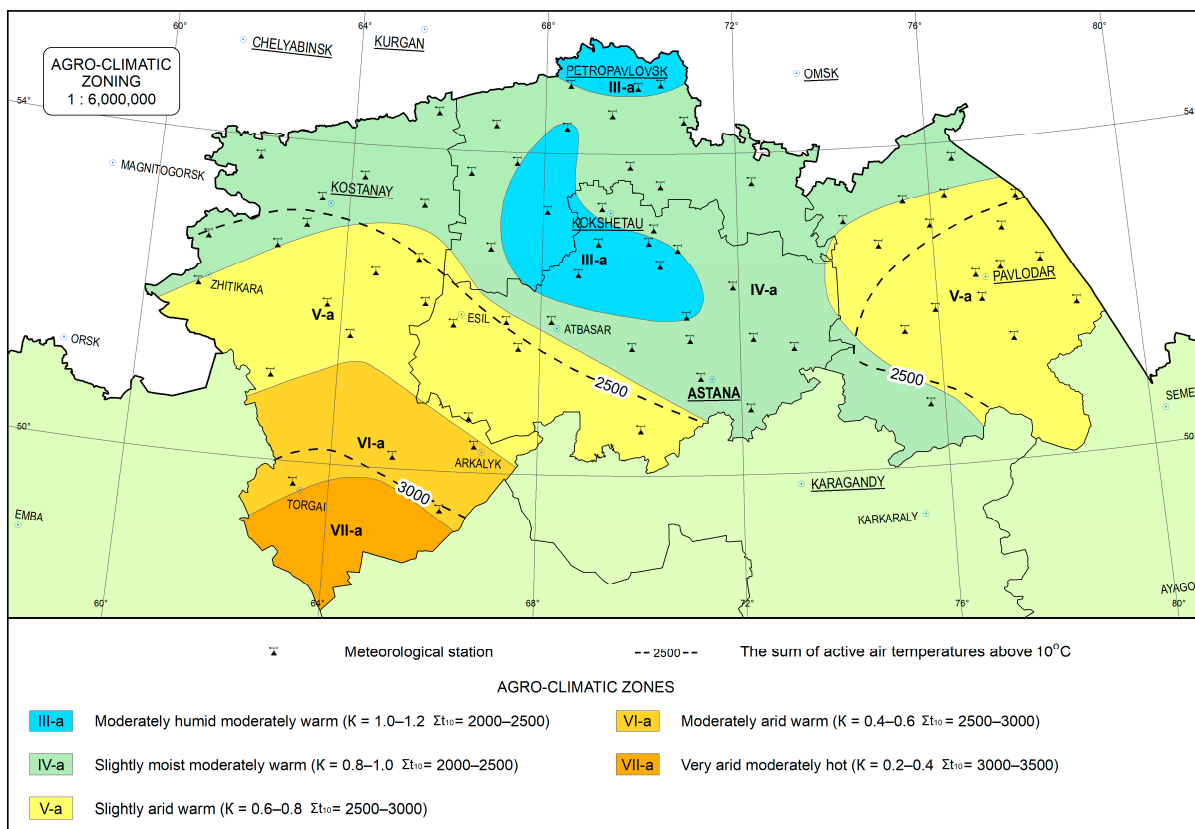 60°
64°
68°
72°
76°
80°
CHELYABINSK
KURGAN
AGRO-CLIMATIC
ZONING
1 : 6,000,000
PETROPAVLOVSK
III-a
OMSK
54°
54°
MAGNITOGORSK
KOSTANAY
KOKSHETAU
III-a
IV-a
ZHITIKARA
PAVLODAR
V-a
V-a
ESIL
ATBASAR
ORSK
2500
2500
ASTANA
SEME
50°
50°
VI-a
ARKALYK
3000
TORGAI
KARAGANDY
EMBA
KARKARALY
VII-a
AYAGO
60°
64°
68°
72°
76°
80°
Meteorological station
2500
The sum of active air temperatures above 10°C
AGRO-CLIMATIC ZONES
III-a Moderately humid moderately warm (K = 1.0–1.2 Σt₁₀ = 2000–2500)
VI-a Moderately arid warm (K = 0.4–0.6 Σt₁₀ = 2500–3000)
IV-a Slightly moist moderately warm (K = 0.8–1.0 Σt₁₀ = 2000–2500)
VII-a Very arid moderately hot (K = 0.2–0.4 Σt₁₀ = 3000–3500)
V-a Slightly arid warm (K = 0.6–0.8 Σt₁₀ = 2500–3000)